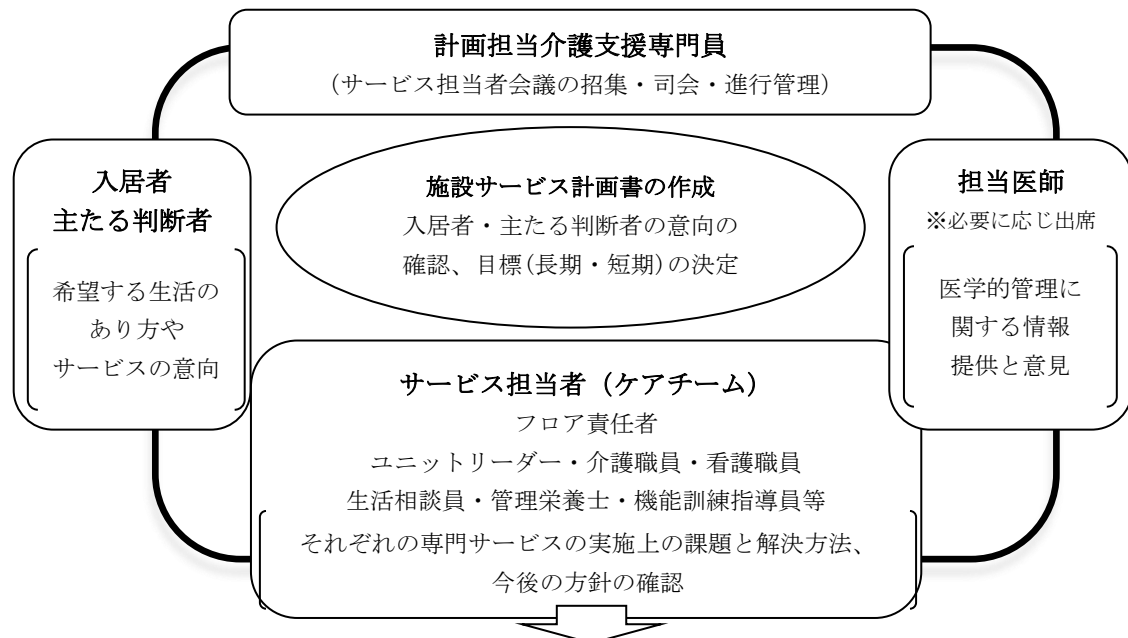 計画担当介護支援専門員
(サービス担当者会議の招集・司会・進行管理)
入居者
主たる判断者
希望する生活の
あり方や
サービスの意向
施設サービス計画書の作成
入居者・主たる判断者の意向の
確認、目標(長期・短期)の決定
担当医師
※必要に応じ出席
医学的管理に
関する情報
提供と意見
サービス担当者（ケアチーム）
フロア責任者
ユニットリーダー・介護職員・看護職員
生活相談員・管理栄養士・機能訓練指導員等
それぞれの専門サービスの実施上の課題と解決方法、
今後の方針の確認